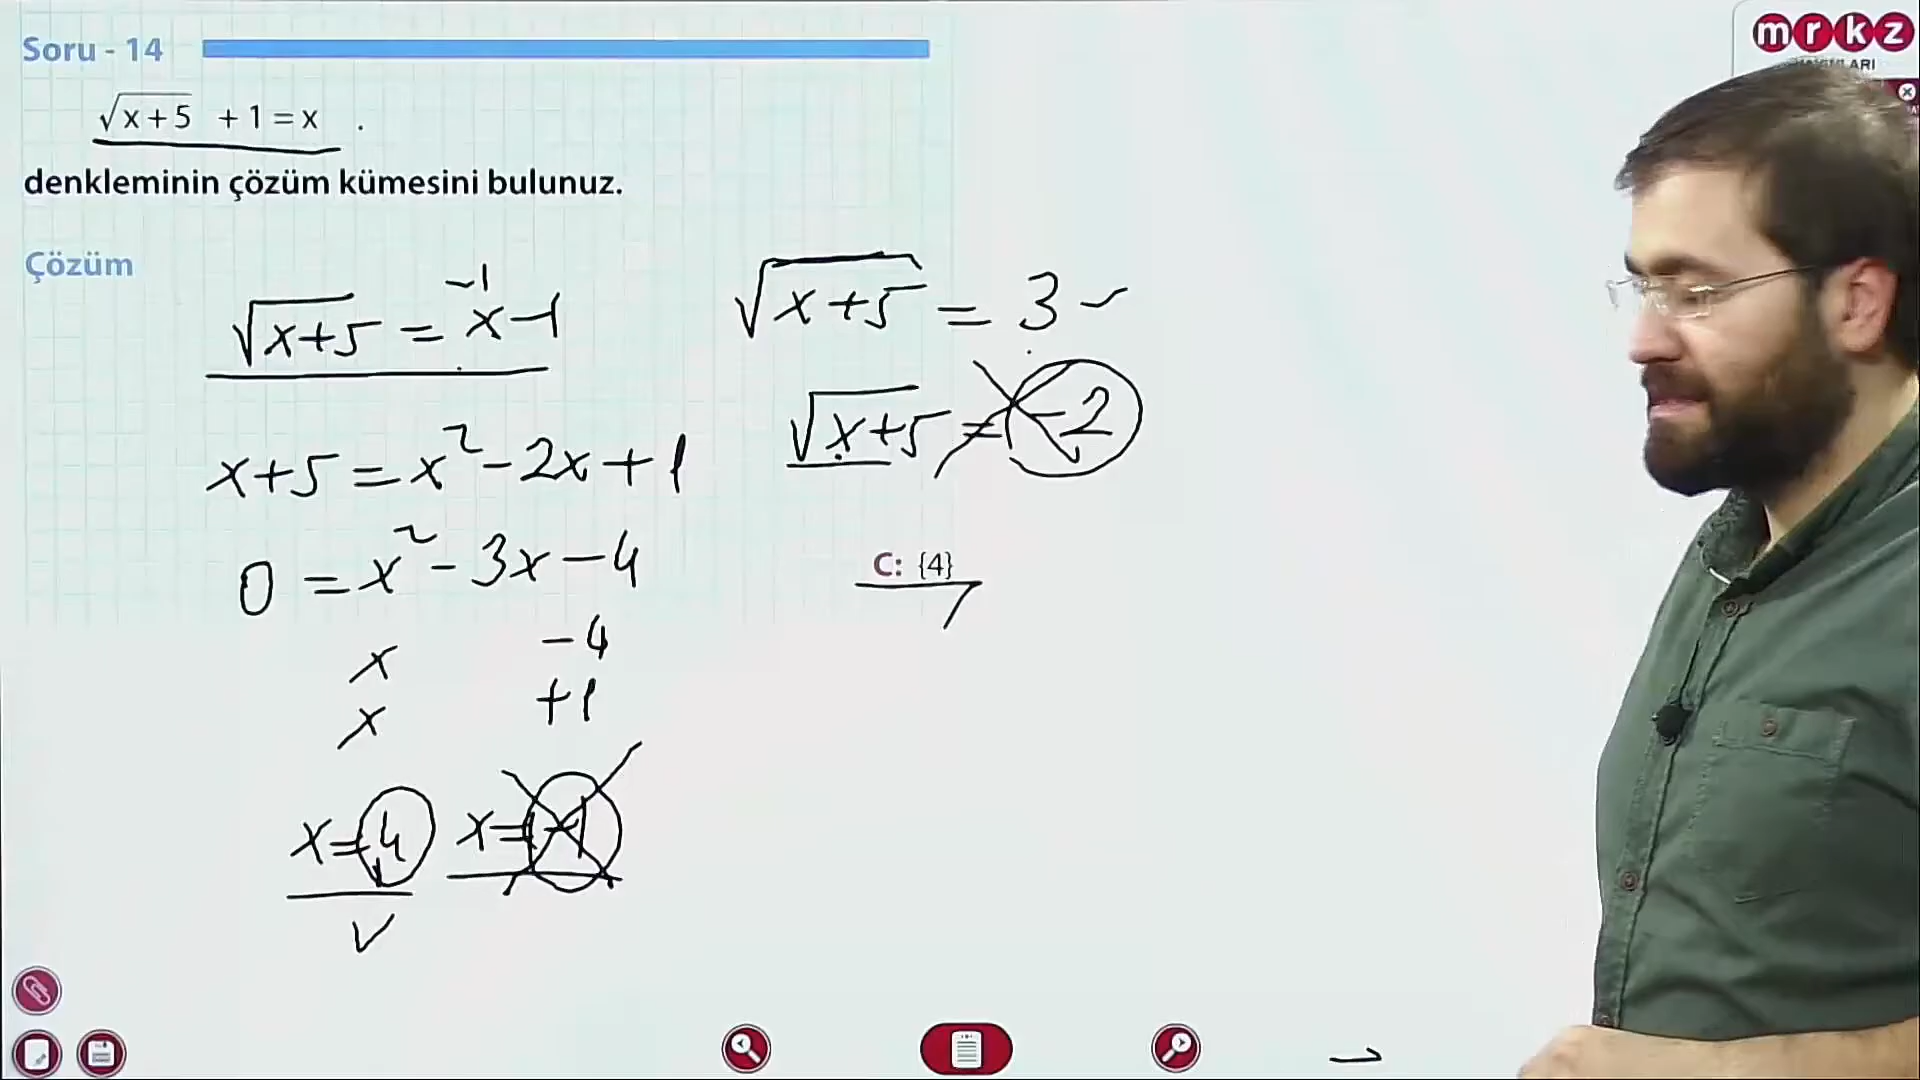 mrkz
Soru - 14
√x+5 + 1 = x
denkleminin çözüm kümesini bulunuz.
Çözüm
√x+5 = x-1
-1
x+5 = x² - 2x + 1
0 = x² - 3x - 4
x -4
x +1
x=4 x=-1
√x+5 = 3
√x+5 = -2
C: {4}